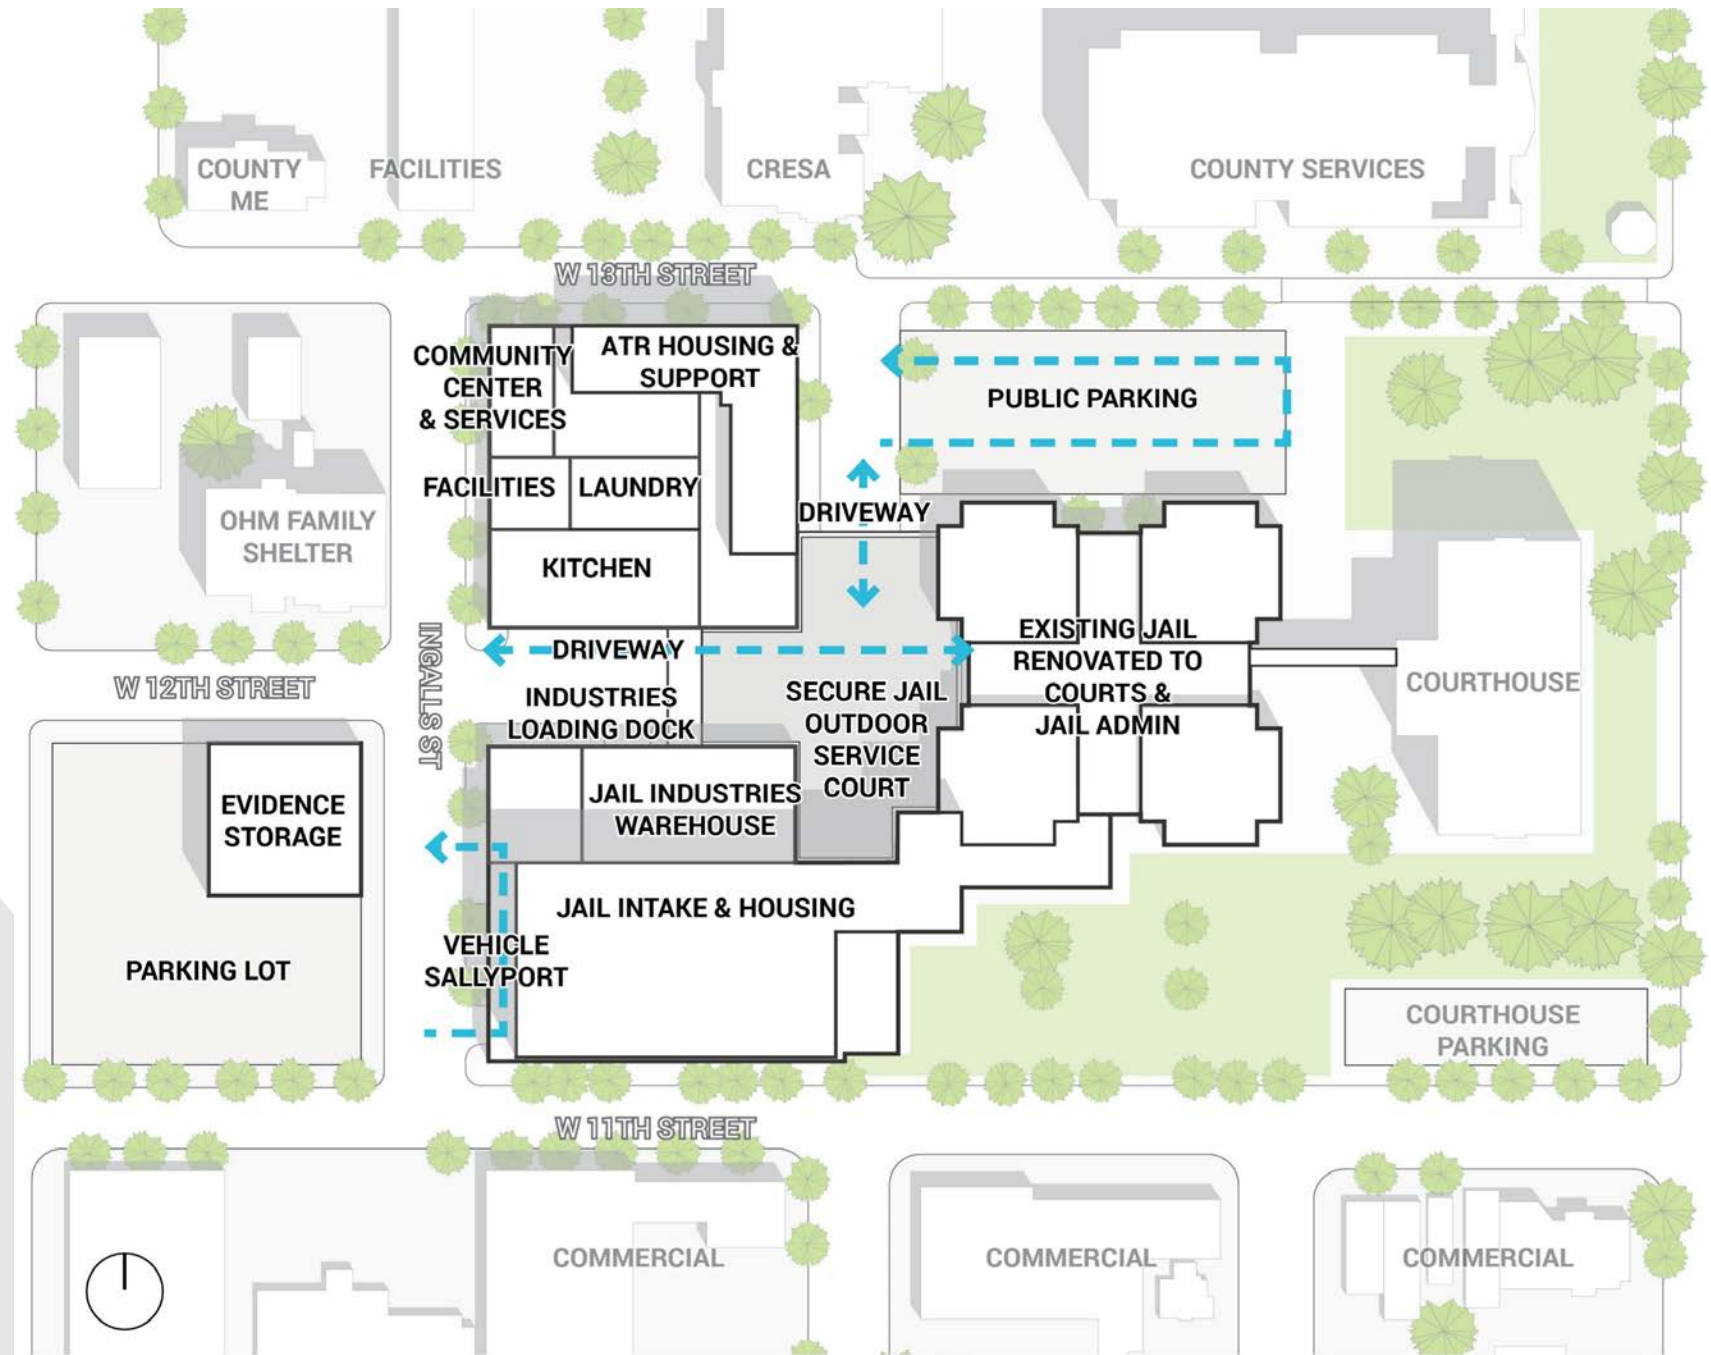 COUNTY
ME
FACILITIES
CRESA
COUNTY SERVICES
W 13TH STREET
COMMUNITY
CENTER
& SERVICES
ATR HOUSING &
SUPPORT
PUBLIC PARKING
FACILITIES
LAUNDRY
DRIVEWAY
OHM FAMILY
SHELTER
KITCHEN
INGALLS ST
DRIVEWAY
EXISTING JAIL
RENOVATED TO
COURTS &
JAIL ADMIN
COURTHOUSE
W 12TH STREET
INDUSTRIES
LOADING DOCK
SECURE JAIL
OUTDOOR
SERVICE
COURT
EVIDENCE
STORAGE
JAIL INDUSTRIES
WAREHOUSE
JAIL INTAKE & HOUSING
VEHICLE
SALLYPORT
PARKING LOT
COURTHOUSE
PARKING
W 11TH STREET
COMMERCIAL
COMMERCIAL
COMMERCIAL